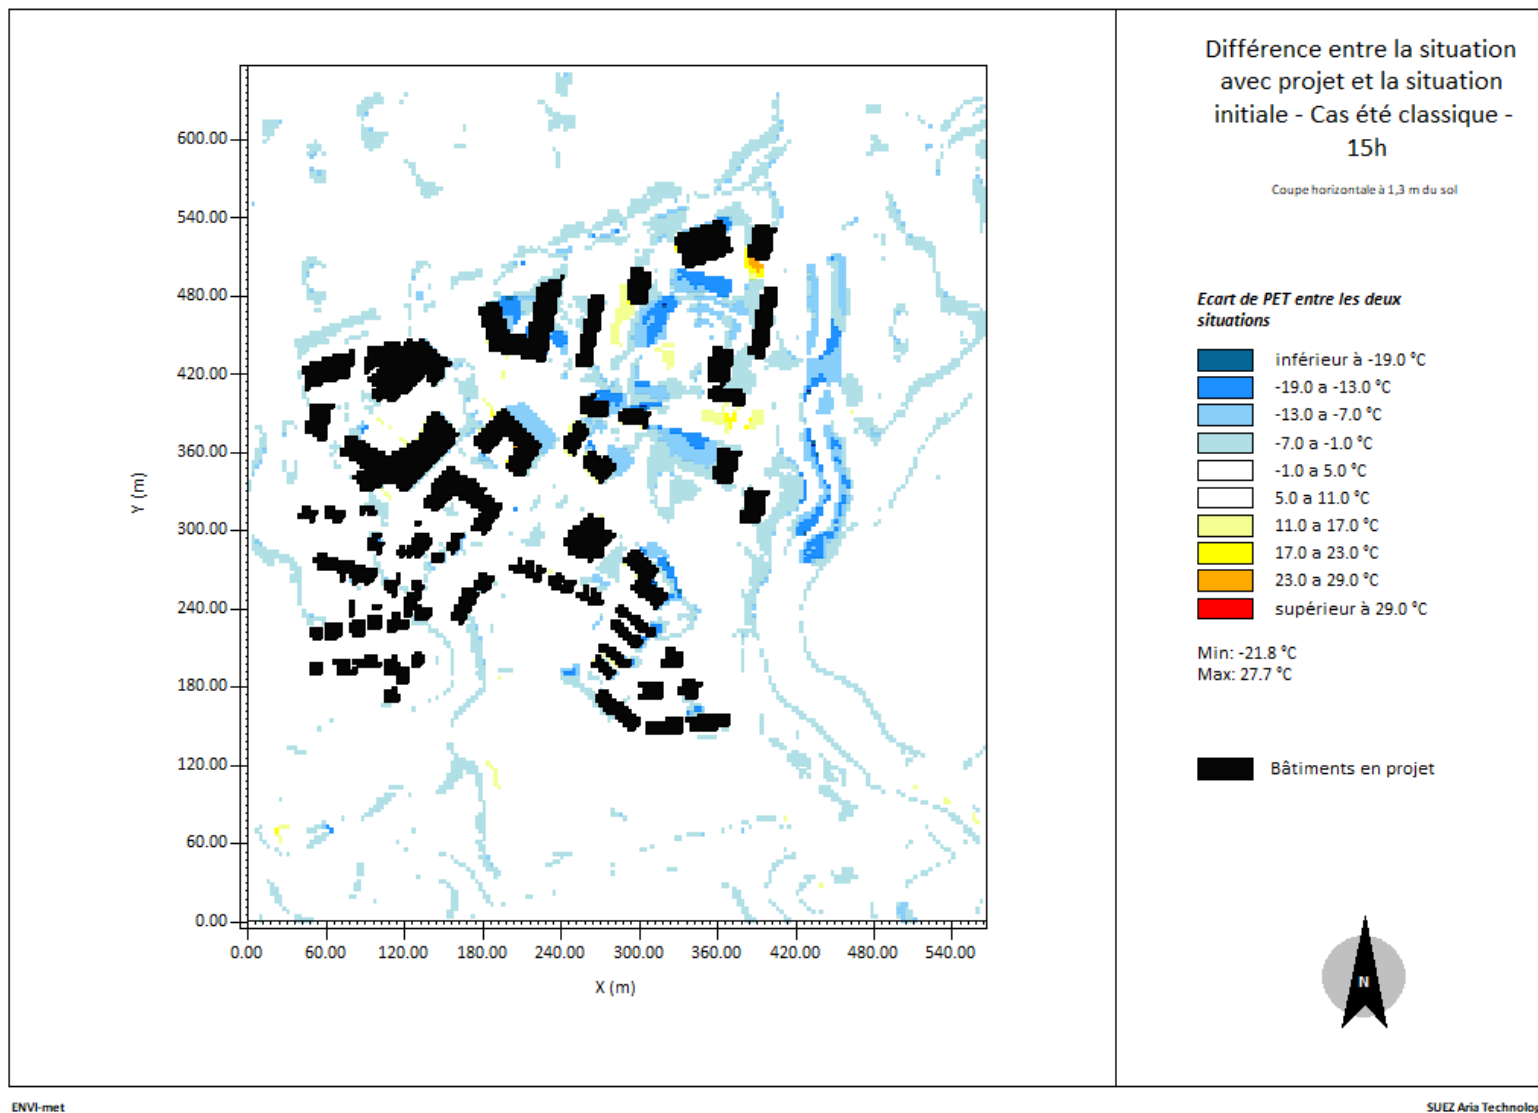 Différence entre la situation
avec projet et la situation
initiale - Cas été classique -
15h
Coupe horizontale à 1,3 m du sol
600.00
540.00
480.00
420.00
360.00
300.00
240.00
180.00
120.00
60.00
0.00
Y (m)
0.00 60.00 120.00 180.00 240.00 300.00 360.00 420.00 480.00 540.00
X (m)
Ecart de PET entre les deux
situations
inférieur à -19.0 °C
-19.0 a -13.0 °C
-13.0 a -7.0 °C
-7.0 a -1.0 °C
-1.0 a 5.0 °C
5.0 a 11.0 °C
11.0 a 17.0 °C
17.0 a 23.0 °C
23.0 a 29.0 °C
supérieur à 29.0 °C
Min: -21.8 °C
Max: 27.7 °C
Bâtiments en projet
N
ENVI-met
SUEZ Aria